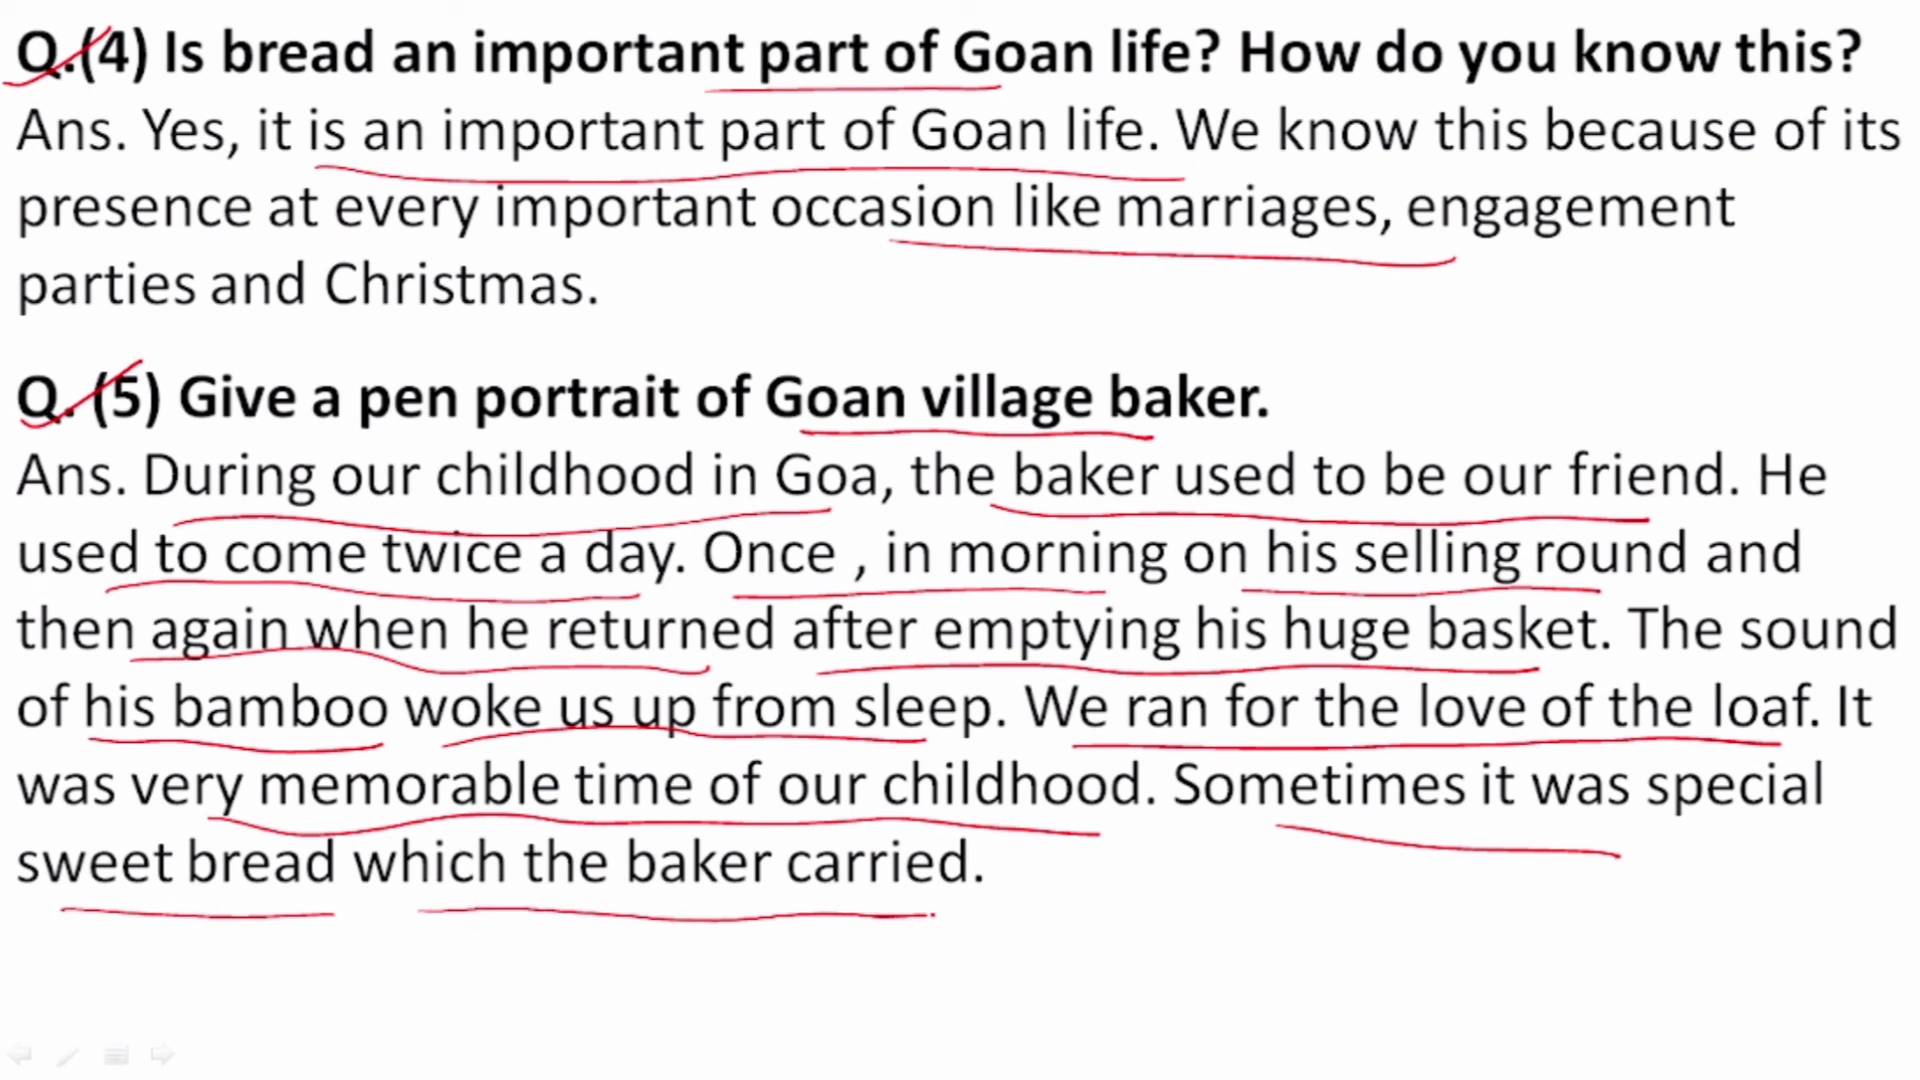 Q.(4) Is bread an important part of Goan life? How do you know this?
Ans. Yes, it is an important part of Goan life. We know this because of its
presence at every important occasion like marriages, engagement
parties and Christmas.
Q. (5) Give a pen portrait of Goan village baker.
Ans. During our childhood in Goa, the baker used to be our friend. He
used to come twice a day. Once , in morning on his selling round and
then again when he returned after emptying his huge basket. The sound
of his bamboo woke us up from sleep. We ran for the love of the loaf. It
was very memorable time of our childhood. Sometimes it was special
sweet bread which the baker carried.